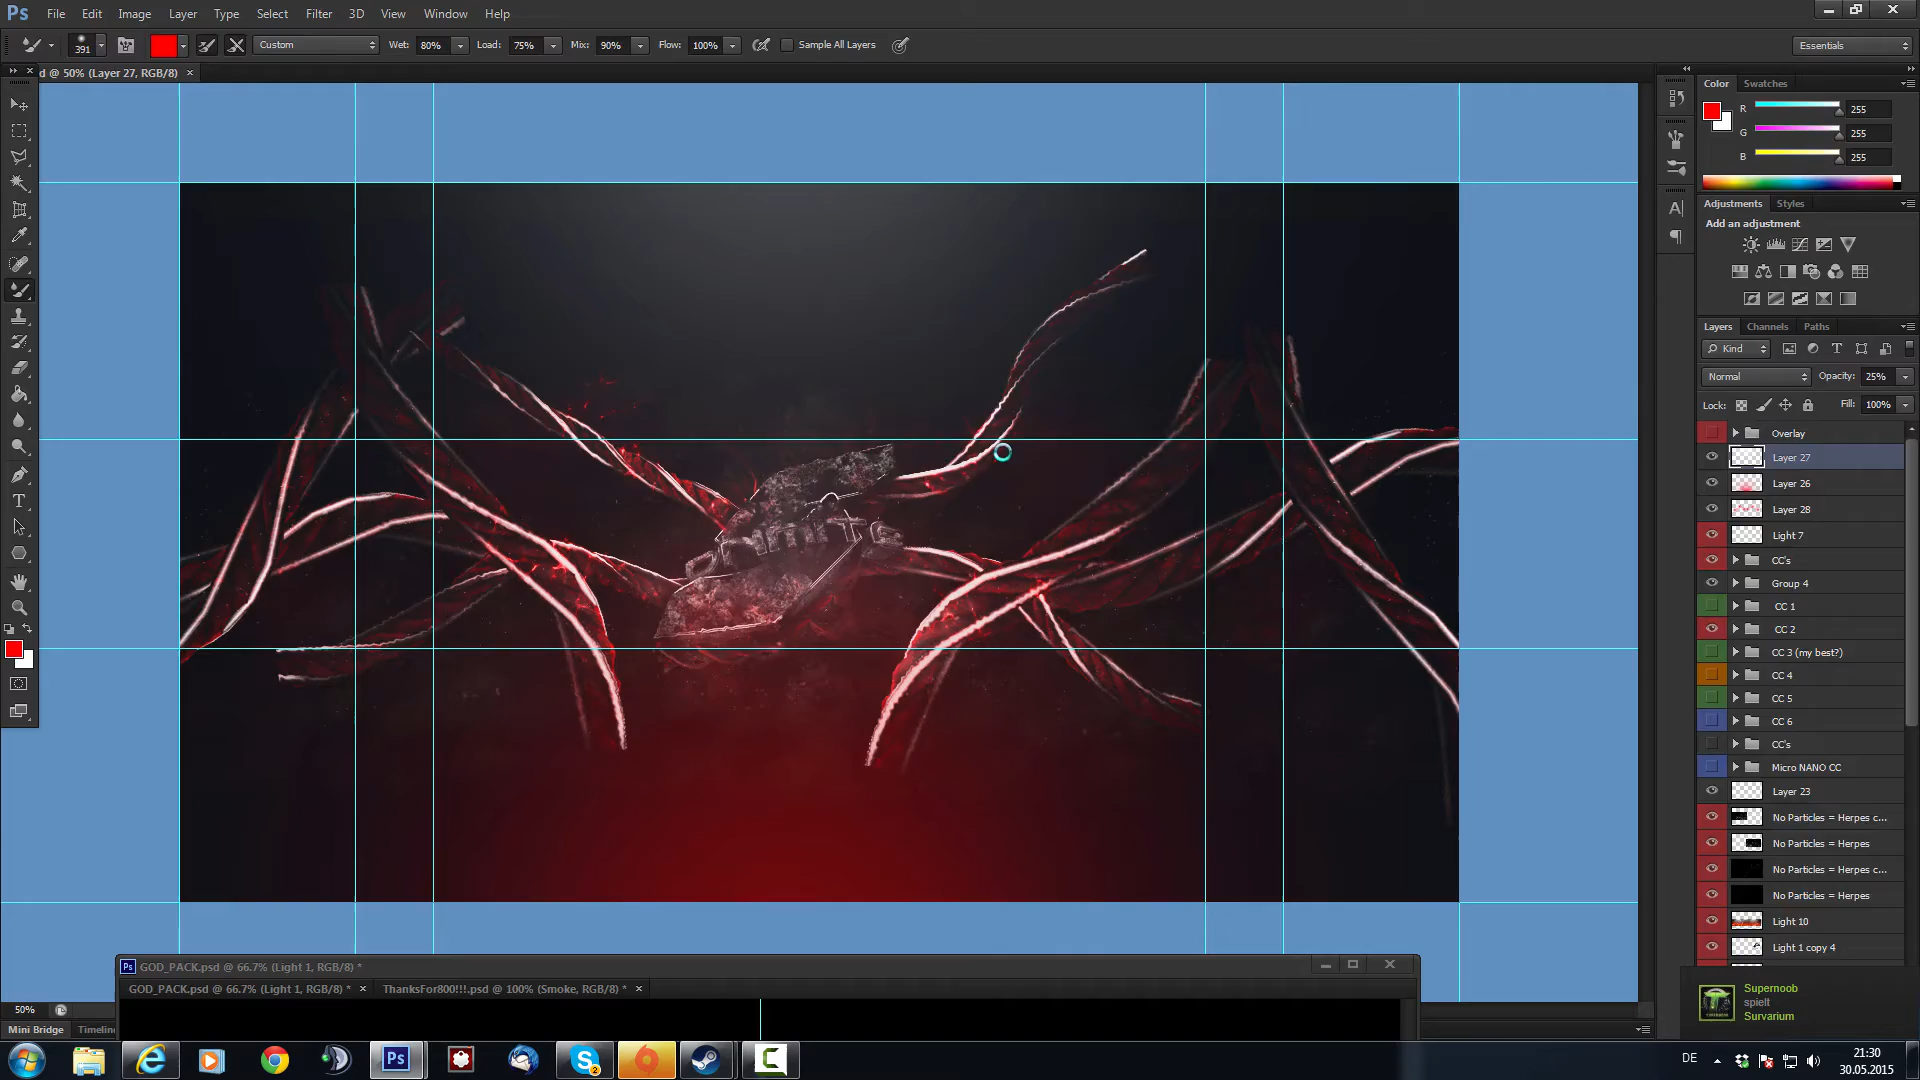 Ps File Edit Image Layer Type Select Filter 3D View Window Help
391 Custom Wet: 80% Load: 75% Mix: 90% Flow: 100% Sample All Layers Essentials
d @ 50% (Layer 27, RGB/8)
Color Swatches
R 255
G 255
B 255
Adjustments Styles
Add an adjustment
Layers Channels Paths
Kind
Normal Opacity: 25%
Lock: Fill: 100%
Overlay
Layer 27
Layer 26
Layer 28
Light 7
CC's
Group 4
CC 1
CC 2
CC 3 (my best?)
CC 4
CC 5
CC 6
CC's
Micro NANO CC
Layer 23
No Particles = Herpes c...
No Particles = Herpes
No Particles = Herpes c...
No Particles = Herpes
Light 10
Light 1 copy 4
GOD_PACK.psd @ 66.7% (Light 1, RGB/8) *
GOD_PACK.psd @ 66.7% (Light 1, RGB/8) * ThanksFor800!!!.psd @ 100% (Smoke, RGB/8) *
50%
Mini Bridge Timeline
Supernoob
spielt
Survarium
DE
21:30
30.05.2015